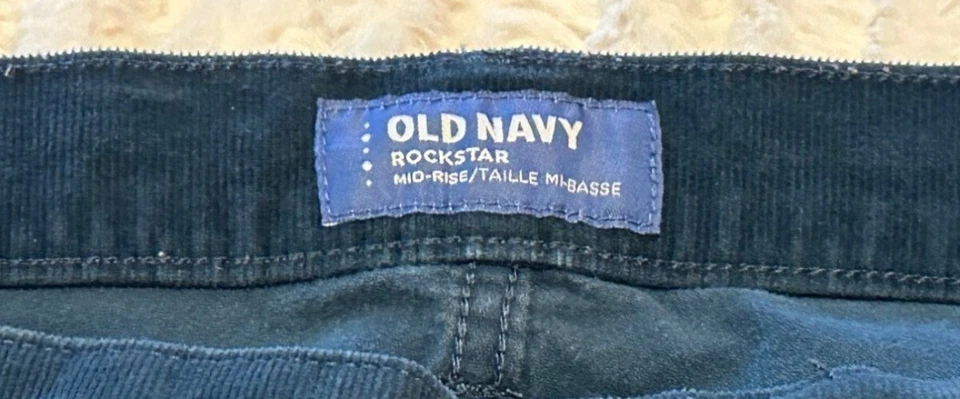 OLD NAVY
ROCKSTAR
MID-RISE/TAILLE MI-BASSE